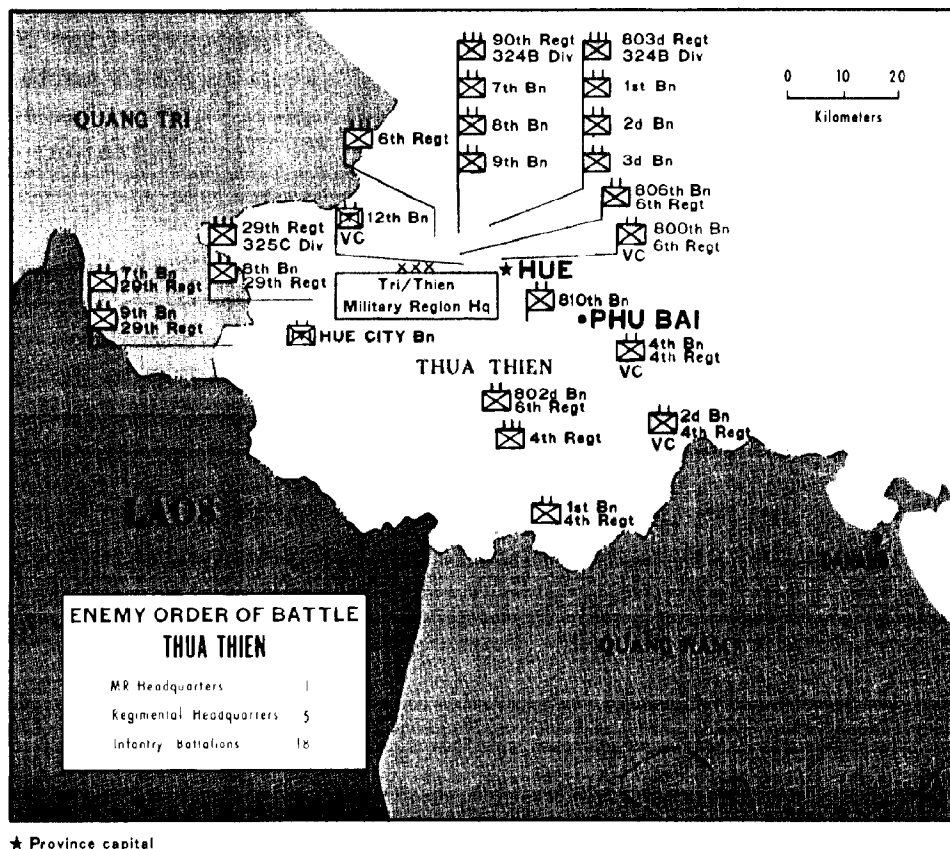 90th Regt
324B Div
803d Regt
324B Div
7th Bn
1st Bn
0 10 20
Kilometers
QUANG TRI
8th Bn
2d Bn
6th Regt
9th Bn
3d Bn
806th Bn
6th Regt
12th Bn
VC
29th Regt
325C Div
800th Bn
6th Regt
VC
7th Bn
29th Regt
8th Bn
29th Regt
XXX
Tri/Thien
Military Region Hq
★ HUE
810th Bn
9th Bn
29th Regt
HUE CITY Bn
•PHU BAI
4th Bn
4th Regt
VC
THUA THIEN
802d Bn
6th Regt
4th Regt
2d Bn
4th Regt
VC
LAOS
1st Bn
4th Regt
ENEMY ORDER OF BATTLE
THUA THIEN
MR Headquarters 1
Regimental Headquarters 5
Infantry Battalions 18
QUANG NAM
★ Province capital